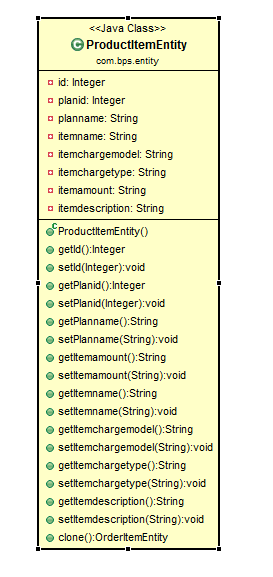 <<Java Class>>
C ProductItemEntity
com.bps.entity
id: Integer
planid: Integer
planname: String
itemname: String
itemchargemodel: String
itemchargetype: String
itemamount: String
itemdescription: String
C ProductItemEntity()
getId():Integer
setId(Integer):void
getPlanid():Integer
setPlanid(Integer):void
getPlanname():String
setPlanname(String):void
getItemamount():String
setItemamount(String):void
getItemname():String
setItemname(String):void
getItemchargemodel():String
setItemchargemodel(String):void
getItemchargetype():String
setItemchargetype(String):void
getItemdescription():String
setItemdescription(String):void
clone():OrderItemEntity